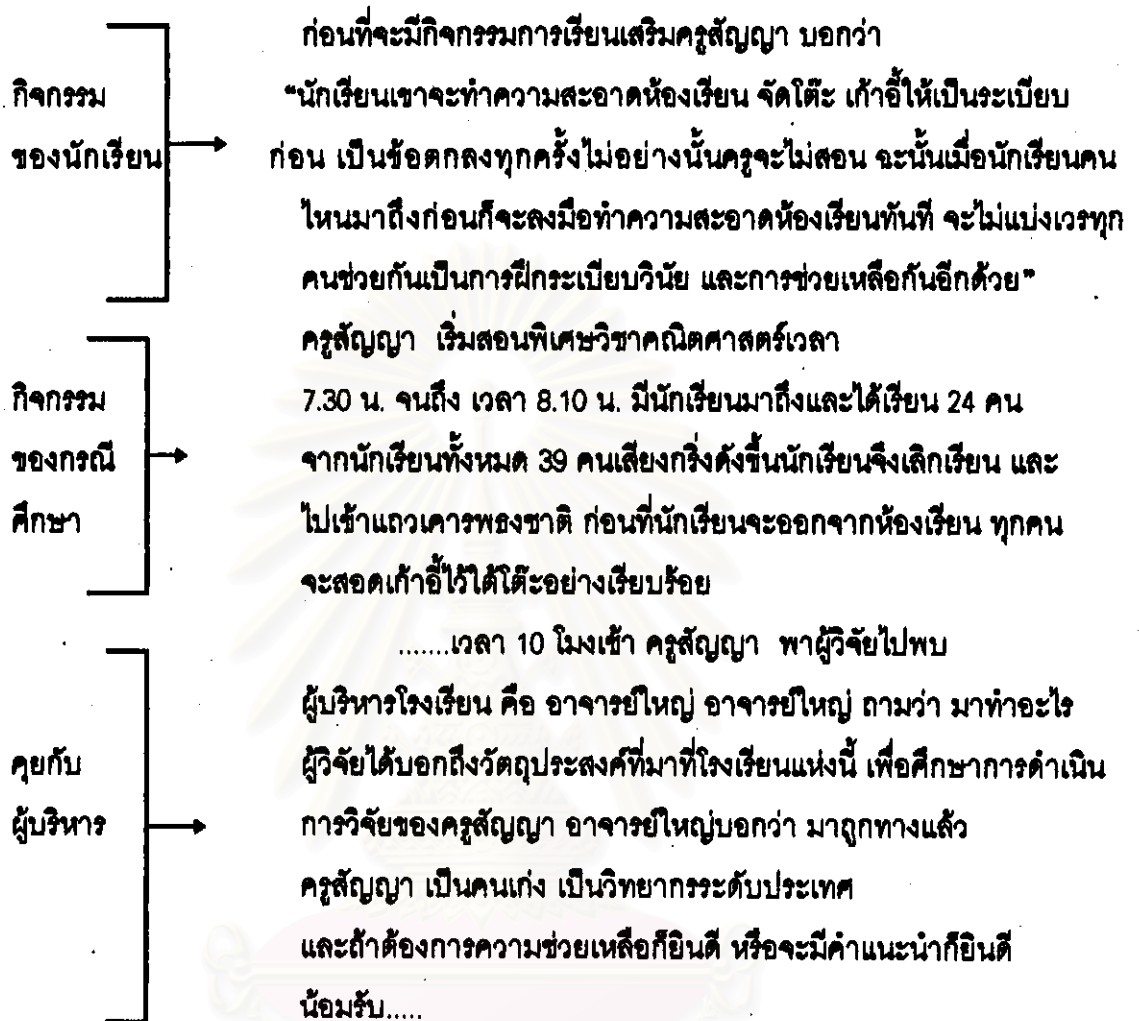 ก่อนที่จะมีกิจกรรมการเรียนเสริมครูสัญญา บอกว่า
กิจกรรม "นักเรียนเขาจะทำความสะอาดห้องเรียน จัดโต๊ะ เก้าอี้ให้เป็นระเบียบ
ของนักเรียน ก่อน เป็นข้อตกลงทุกครั้งไม่อย่างนั้นครูจะไม่สอน ฉะนั้นเมื่อนักเรียนคน
ไหนมาถึงก่อนก็จะลงมือทำความสะอาดห้องเรียนทันที จะไม่แบ่งเวรทุก
คนช่วยกันเป็นการฝึกระเบียบวินัย และการช่วยเหลือกันอีกด้วย"
ครูสัญญา เริ่มสอนพิเศษวิชาคณิตศาสตร์เวลา
กิจกรรม 7.30 น. จนถึง เวลา 8.10 น. มีนักเรียนมาถึงและได้เรียน 24 คน
ของกรณี จากนักเรียนทั้งหมด 39 คนเสียงกริ่งดังขึ้นนักเรียนจึงเลิกเรียน และ
ศึกษา ไปเข้าแถวเคารพธงชาติ ก่อนที่นักเรียนจะออกจากห้องเรียน ทุกคน
จะสอดเก้าอี้ไว้ใต้โต๊ะอย่างเรียบร้อย
.......เวลา 10 โมงเช้า ครูสัญญา พาผู้วิจัยไปพบ
ผู้บริหารโรงเรียน คือ อาจารย์ใหญ่ อาจารย์ใหญ่ ถามว่า มาทำอะไร
คุยกับ ผู้วิจัยได้บอกถึงวัตถุประสงค์ที่มาที่โรงเรียนแห่งนี้ เพื่อศึกษาการดำเนิน
ผู้บริหาร การวิจัยของครูสัญญา อาจารย์ใหญ่บอกว่า มาถูกทางแล้ว
ครูสัญญา เป็นคนเก่ง เป็นวิทยากรระดับประเทศ
และถ้าต้องการความช่วยเหลือก็ยินดี หรือจะมีคำแนะนำก็ยินดี
น้อมรับ.....